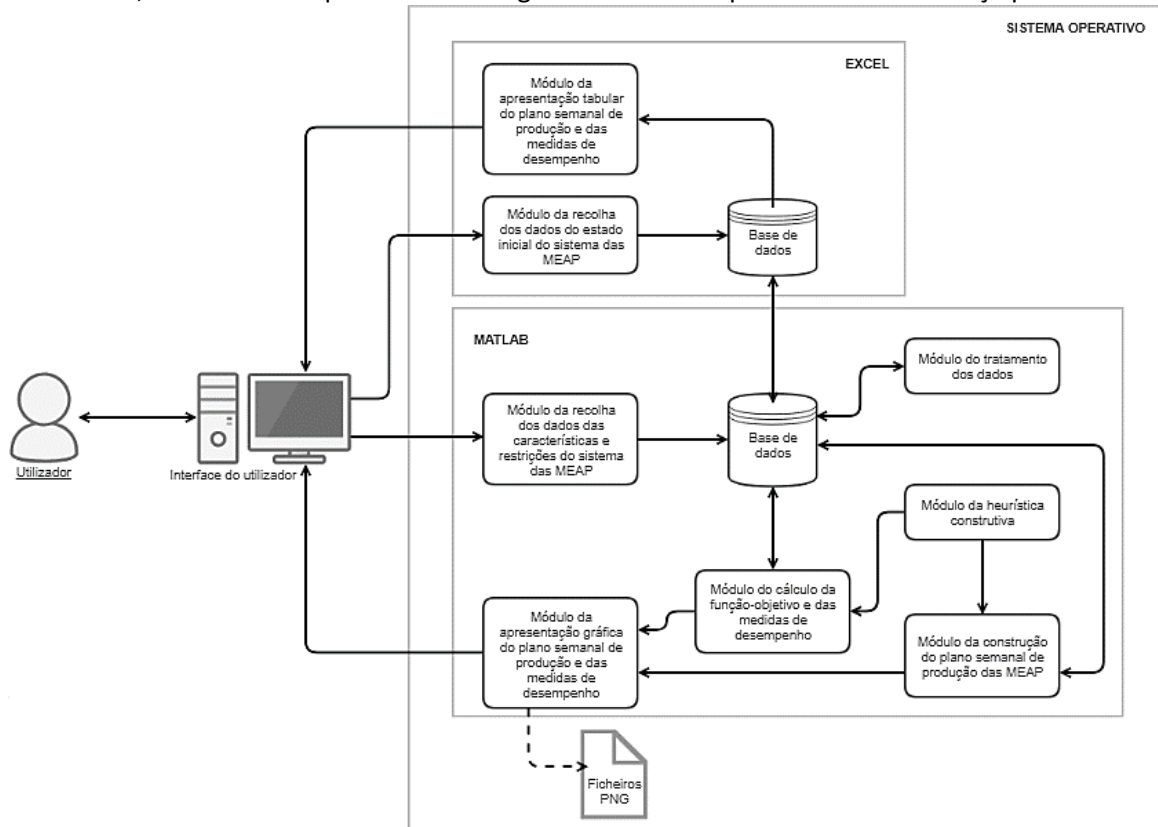 SISTEMA OPERATIVO
EXCEL
Módulo da
apresentação tabular
do plano semanal de
produção e das
medidas de
desempenho
Módulo da recolha
dos dados do estado
inicial do sistema das
MEAP
Base de
dados
MATLAB
Módulo do tratamento
dos dados
Módulo da recolha
dos dados das
características e
restrições do sistema
das MEAP
Base de
dados
Utilizador
Interface do utilizador
Módulo da heurística
construtiva
Módulo do cálculo da
função-objetivo e das
medidas de
desempenho
Módulo da
apresentação gráfica
do plano semanal de
produção e das
medidas de
desempenho
Módulo da construção
do plano semanal de
produção das MEAP
Ficheiros
PNG